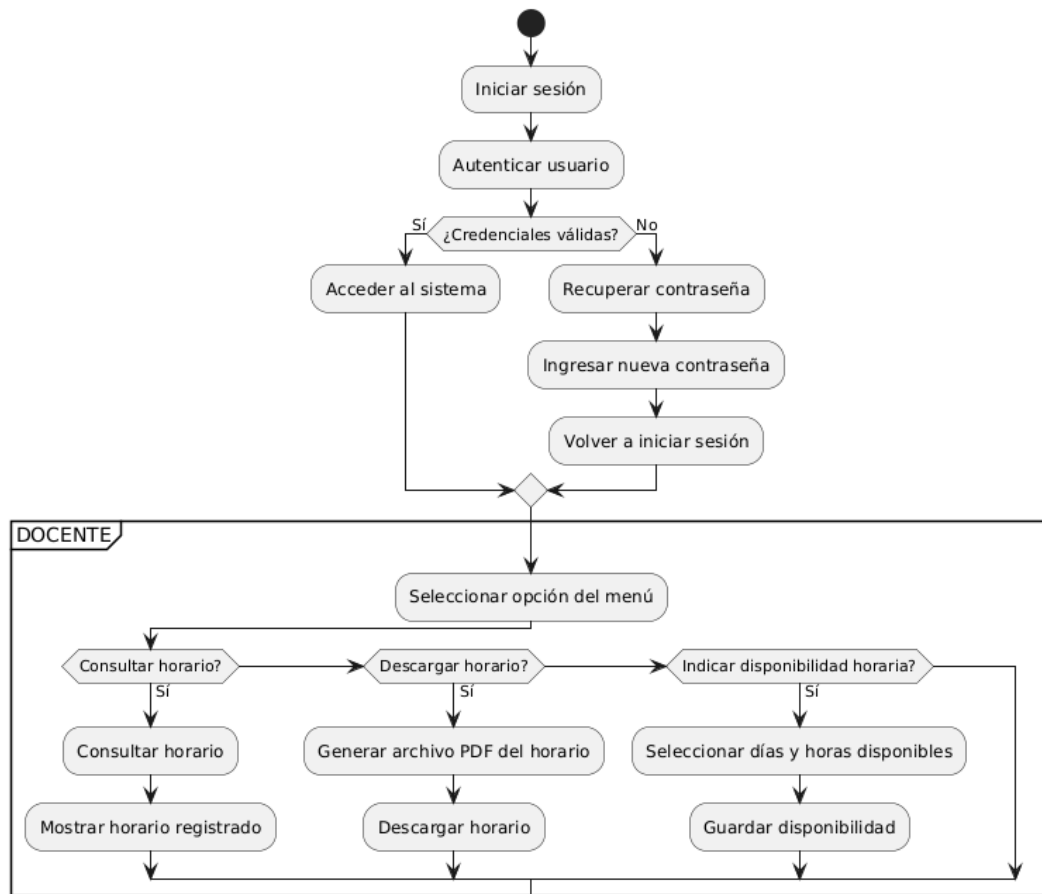 Iniciar sesión
Autenticar usuario
Sí
¿Credenciales válidas?
No
Acceder al sistema
Recuperar contraseña
Ingresar nueva contraseña
Volver a iniciar sesión
DOCENTE
Seleccionar opción del menú
Consultar horario?
Descargar horario?
Indicar disponibilidad horaria?
Sí
Sí
Sí
Consultar horario
Generar archivo PDF del horario
Seleccionar días y horas disponibles
Mostrar horario registrado
Descargar horario
Guardar disponibilidad